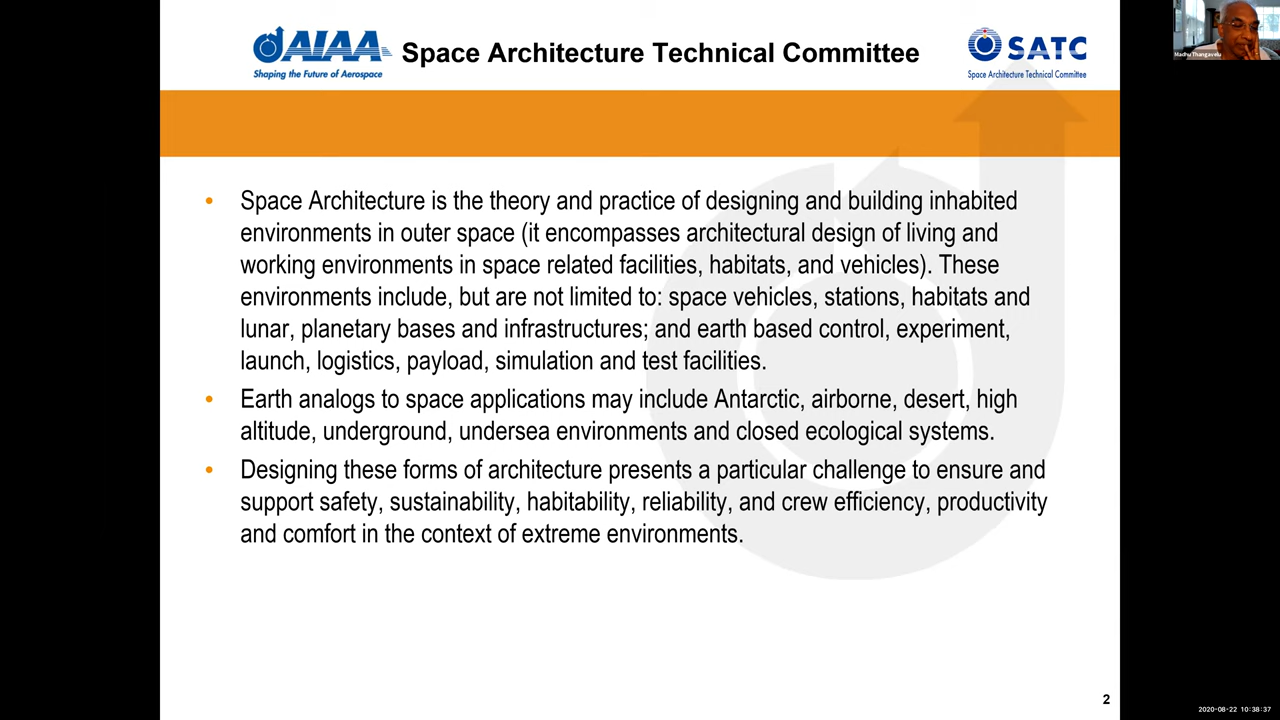 AIAA
Shaping the Future of Aerospace
Space Architecture Technical Committee
SATC
Space Architecture Technical Committee
Madhu Thangavelu
• Space Architecture is the theory and practice of designing and building inhabited
environments in outer space (it encompasses architectural design of living and
working environments in space related facilities, habitats, and vehicles). These
environments include, but are not limited to: space vehicles, stations, habitats and
lunar, planetary bases and infrastructures; and earth based control, experiment,
launch, logistics, payload, simulation and test facilities.
• Earth analogs to space applications may include Antarctic, airborne, desert, high
altitude, underground, undersea environments and closed ecological systems.
• Designing these forms of architecture presents a particular challenge to ensure and
support safety, sustainability, habitability, reliability, and crew efficiency, productivity
and comfort in the context of extreme environments.
2
2020-08-22 10:38:37